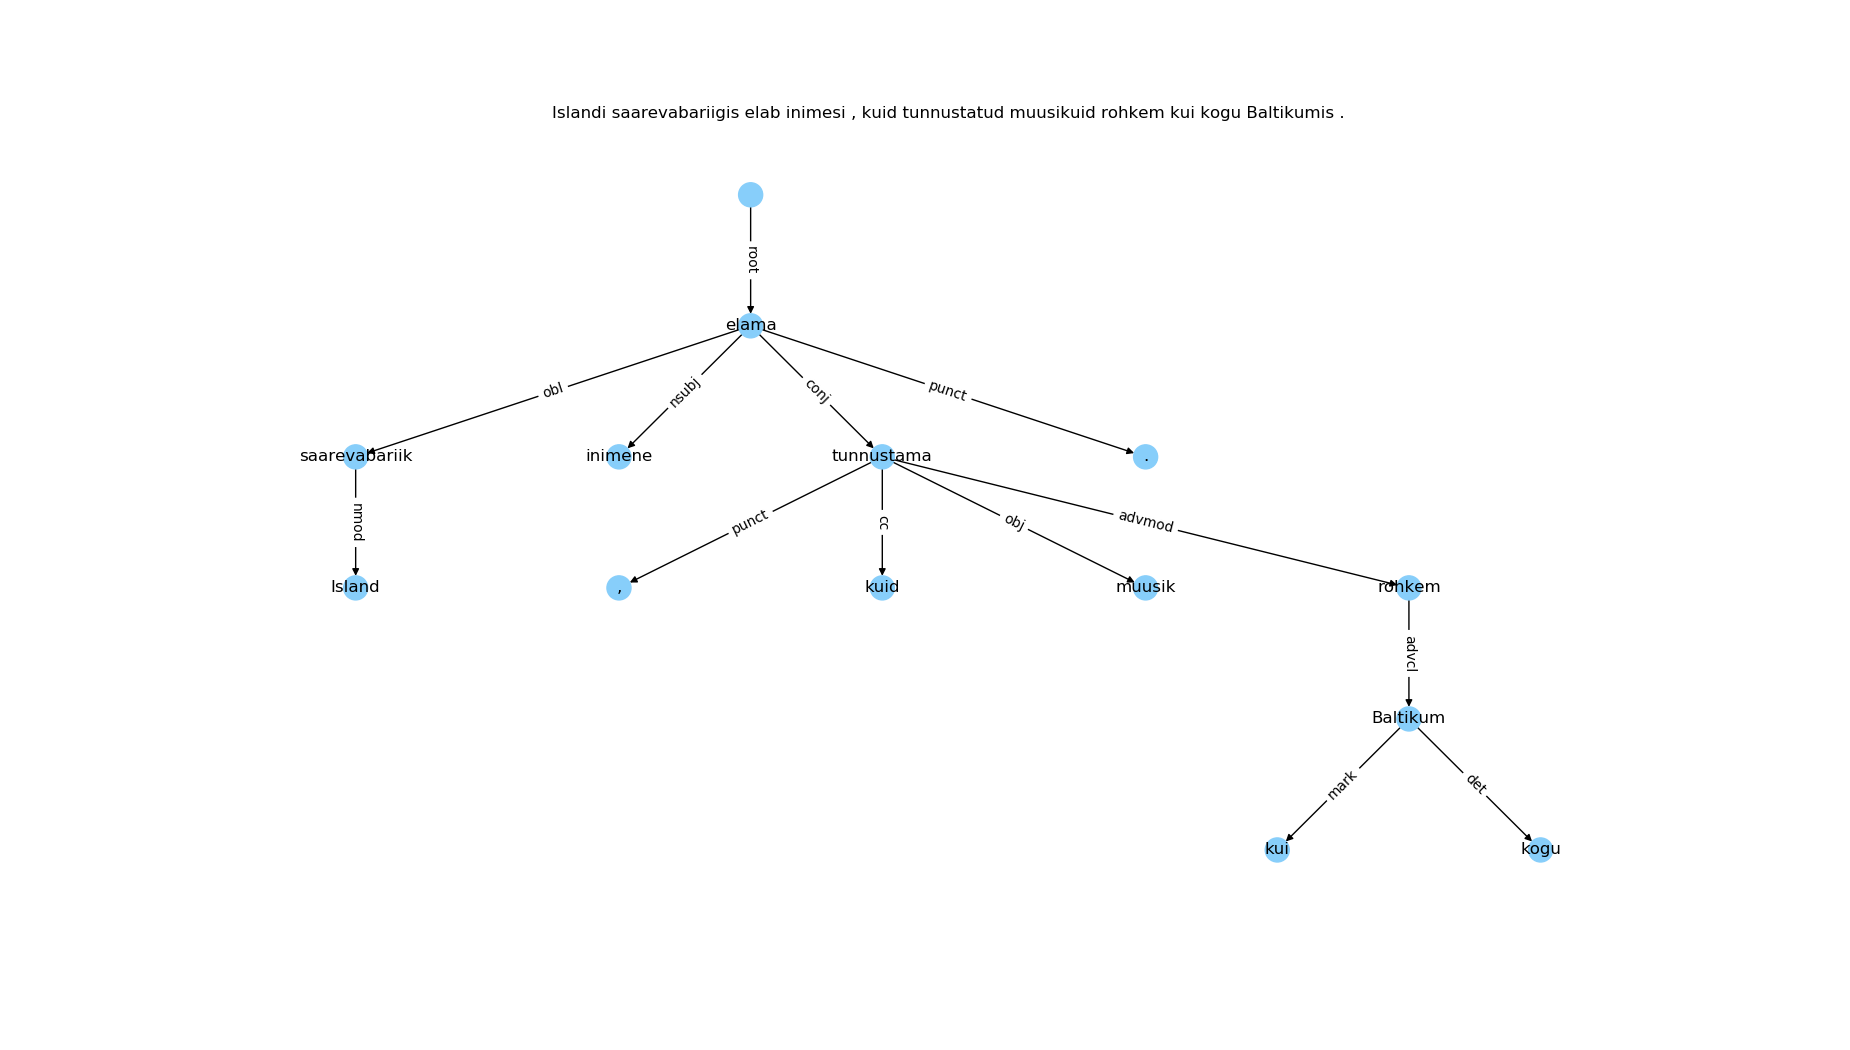 Islandi saarevabariigis elab inimesi , kuid tunnustatud muusikuid rohkem kui kogu Baltikumis .
root
elama
obl
nsubj
conj
punct
saarevabariik
inimene
tunnustama
.
nmod
punct
cc
obj
advmod
Island
,
kuid
muusik
rohkem
advcl
Baltikum
mark
det
kui
kogu